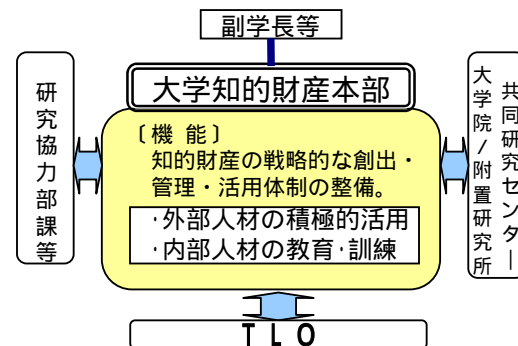 副学長等
大学知的財産本部
研究協力部課等
〔機 能〕
知的財産の戦略的な創出・
管理・活用体制の整備。
・外部人材の積極的活用
・内部人材の教育・訓練
大学院/附置研究所
共同研究センター
TLO